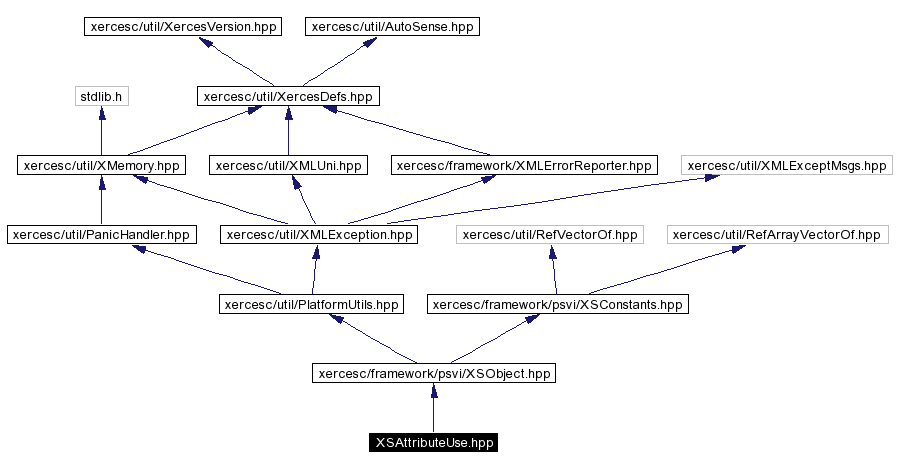 xercesc/util/XercesVersion.hpp
xercesc/util/AutoSense.hpp
stdlib.h
xercesc/util/XercesDefs.hpp
xercesc/util/XMemory.hpp
xercesc/util/XMLUni.hpp
xercesc/framework/XMLErrorReporter.hpp
xercesc/util/XMLExceptMsgs.hpp
xercesc/util/PanicHandler.hpp
xercesc/util/XMLException.hpp
xercesc/util/RefVectorOf.hpp
xercesc/util/RefArrayVectorOf.hpp
xercesc/util/PlatformUtils.hpp
xercesc/framework/psvi/XSConstants.hpp
xercesc/framework/psvi/XSObject.hpp
XSAttributeUse.hpp